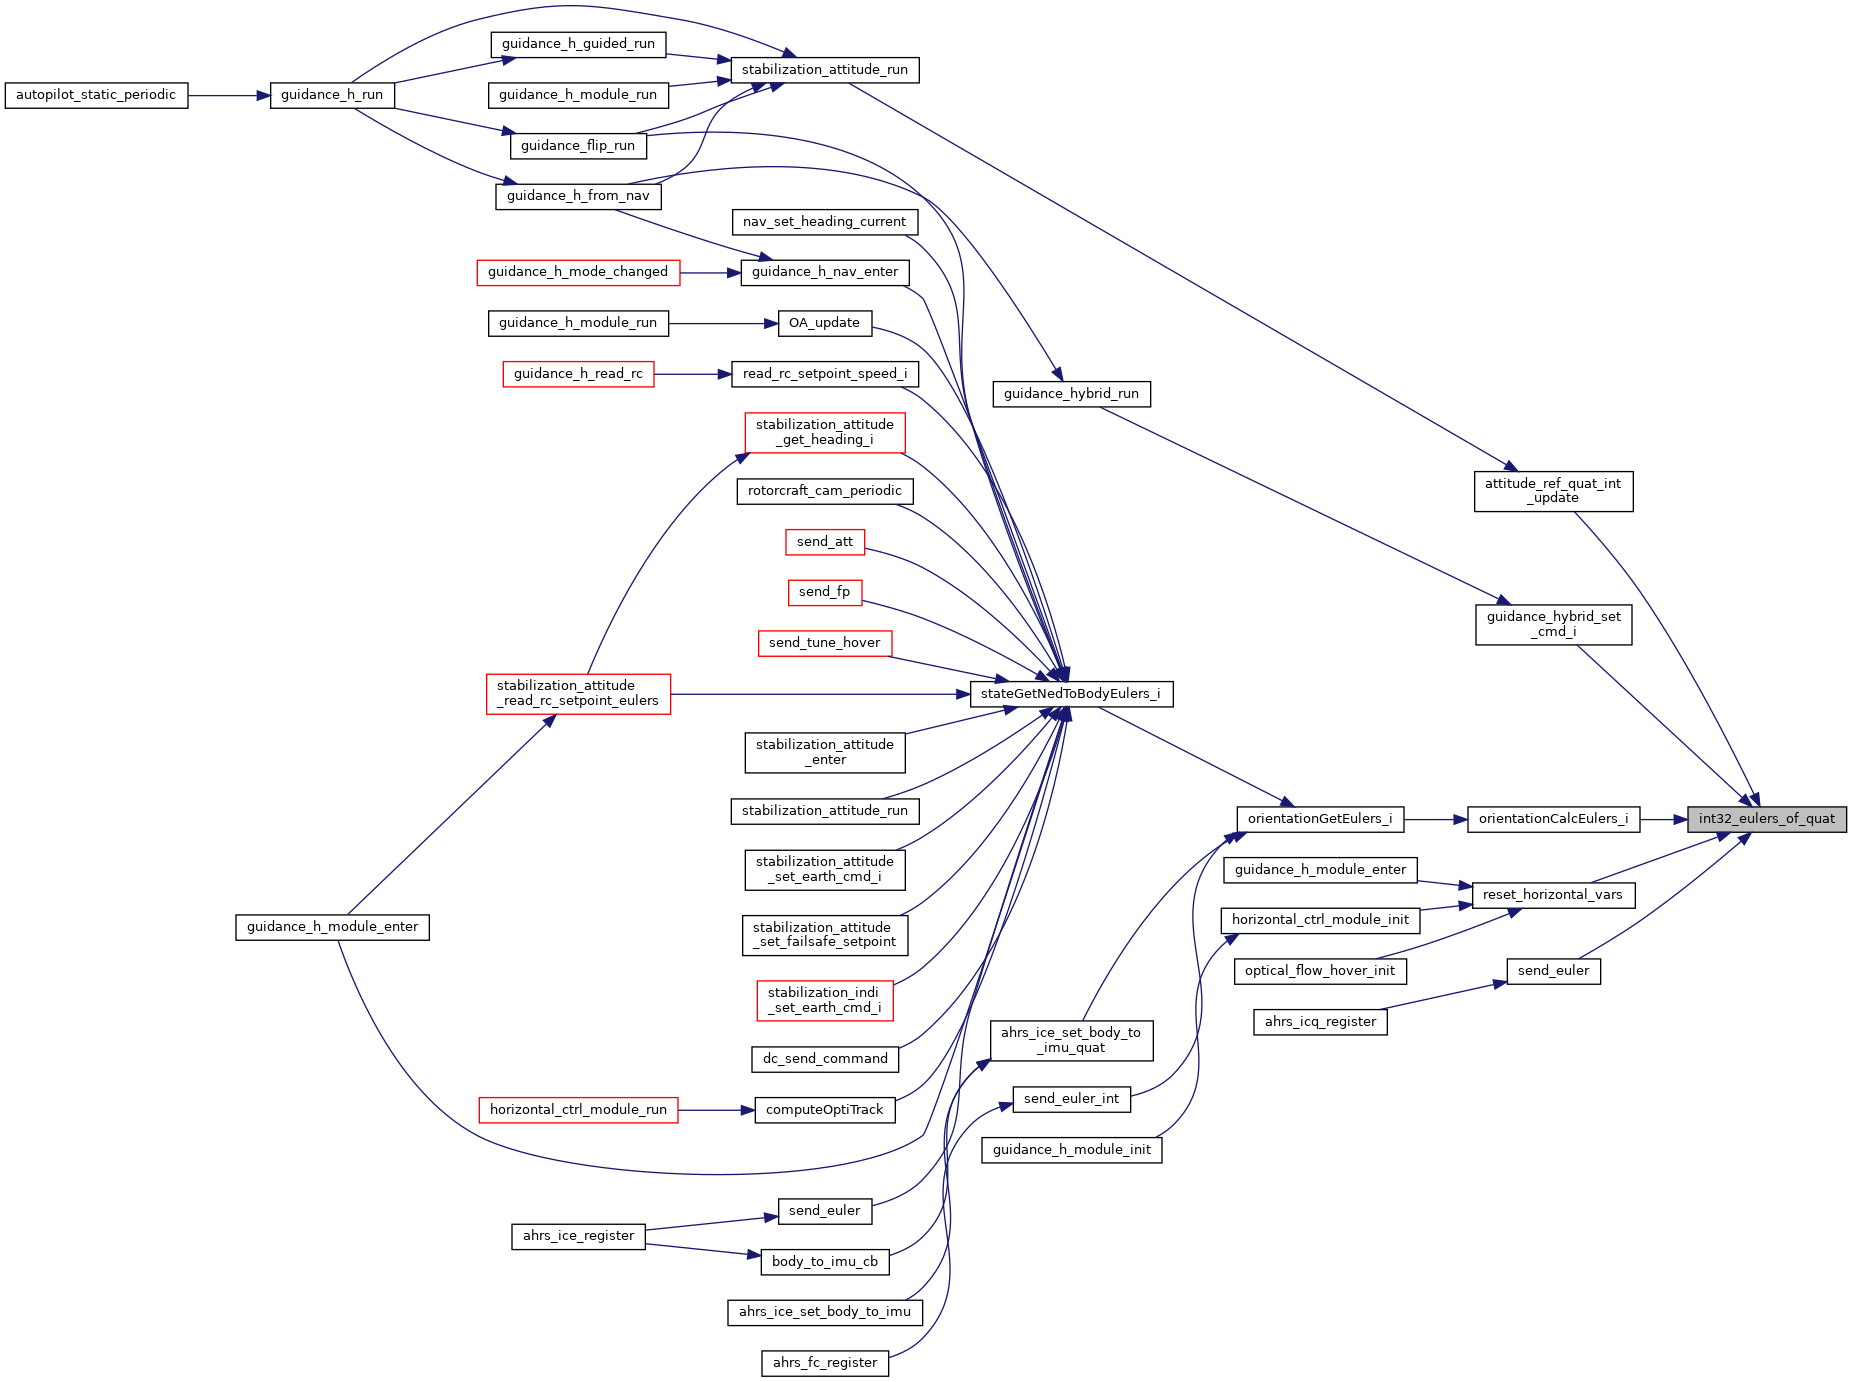 autopilot_static_periodic
guidance_h_run
guidance_h_guided_run
guidance_h_module_run
guidance_flip_run
guidance_h_from_nav
stabilization_attitude_run
nav_set_heading_current
guidance_h_mode_changed
guidance_h_nav_enter
guidance_h_module_run
OA_update
guidance_h_read_rc
read_rc_setpoint_speed_i
guidance_hybrid_run
stabilization_attitude
_get_heading_i
rotorcraft_cam_periodic
attitude_ref_quat_int
_update
send_att
send_fp
guidance_hybrid_set
_cmd_i
send_tune_hover
stabilization_attitude
_read_rc_setpoint_eulers
stateGetNedToBodyEulers_i
stabilization_attitude
_enter
stabilization_attitude_run
orientationGetEulers_i
orientationCalcEulers_i
int32_eulers_of_quat
stabilization_attitude
_set_earth_cmd_i
guidance_h_module_enter
reset_horizontal_vars
guidance_h_module_enter
stabilization_attitude
_set_failsafe_setpoint
horizontal_ctrl_module_init
optical_flow_hover_init
send_euler
stabilization_indi
_set_earth_cmd_i
ahrs_icq_register
ahrs_ice_set_body_to
_imu_quat
dc_send_command
send_euler_int
horizontal_ctrl_module_run
computeOptiTrack
guidance_h_module_init
send_euler
ahrs_ice_register
body_to_imu_cb
ahrs_ice_set_body_to_imu
ahrs_fc_register